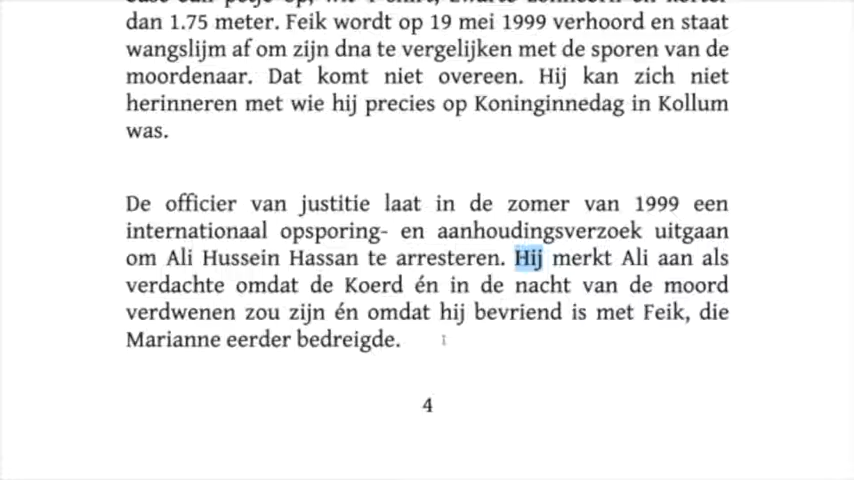 dan 1.75 meter. Feik wordt op 19 mei 1999 verhoord en staat
wangslijm af om zijn dna te vergelijken met de sporen van de
moordenaar. Dat komt niet overeen. Hij kan zich niet
herinneren met wie hij precies op Koninginnedag in Kollum
was.
De officier van justitie laat in de zomer van 1999 een
internationaal opsporing- en aanhoudingsverzoek uitgaan
om Ali Hussein Hassan te arresteren. Hij merkt Ali aan als
verdachte omdat de Koerd én in de nacht van de moord
verdwenen zou zijn én omdat hij bevriend is met Feik, die
Marianne eerder bedreigde.
4